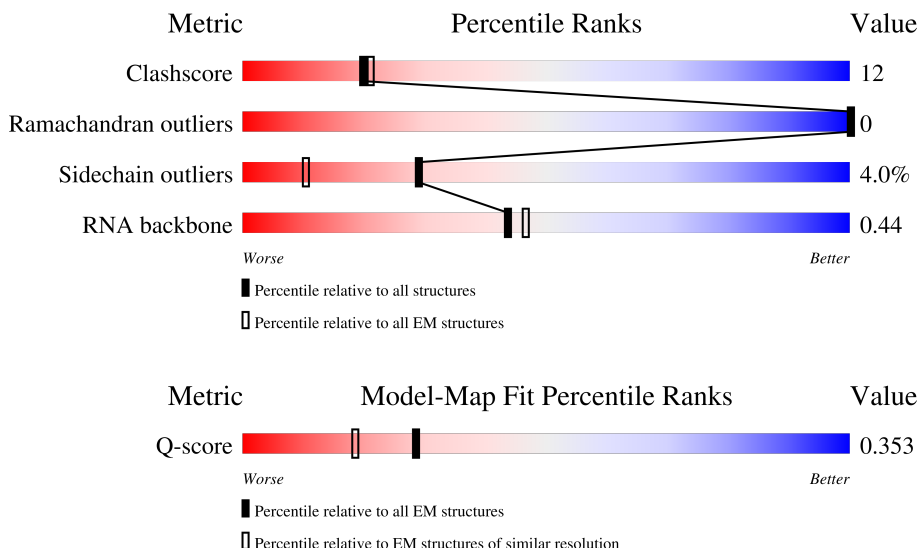 Metric Percentile Ranks Value
Clashscore 12
Ramachandran outliers 0
Sidechain outliers 4.0%
RNA backbone 0.44
Worse Better
Percentile relative to all structures
Percentile relative to all EM structures
Metric Model-Map Fit Percentile Ranks Value
Q-score 0.353
Worse Better
Percentile relative to all EM structures
Percentile relative to EM structures of similar resolution